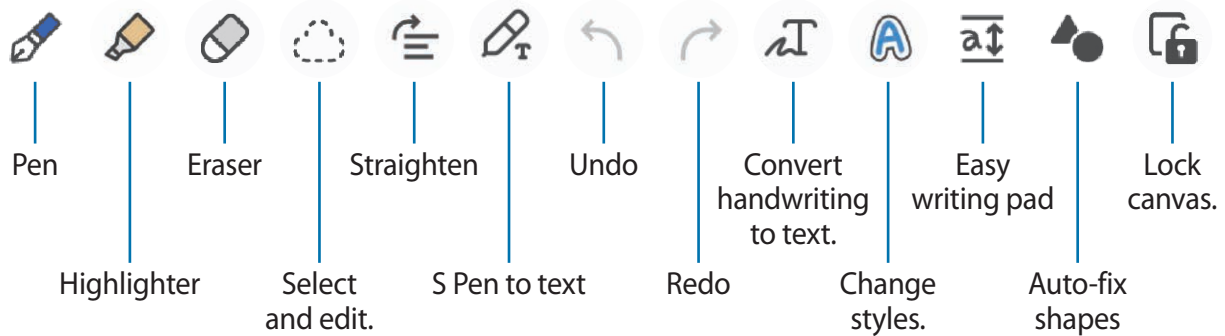 Pen
Eraser
Straighten
Undo
Convert
handwriting
to text.
Easy
writing pad
Lock
canvas.
Highlighter
Select
and edit.
S Pen to text
Redo
Change
styles.
Auto-fix
shapes